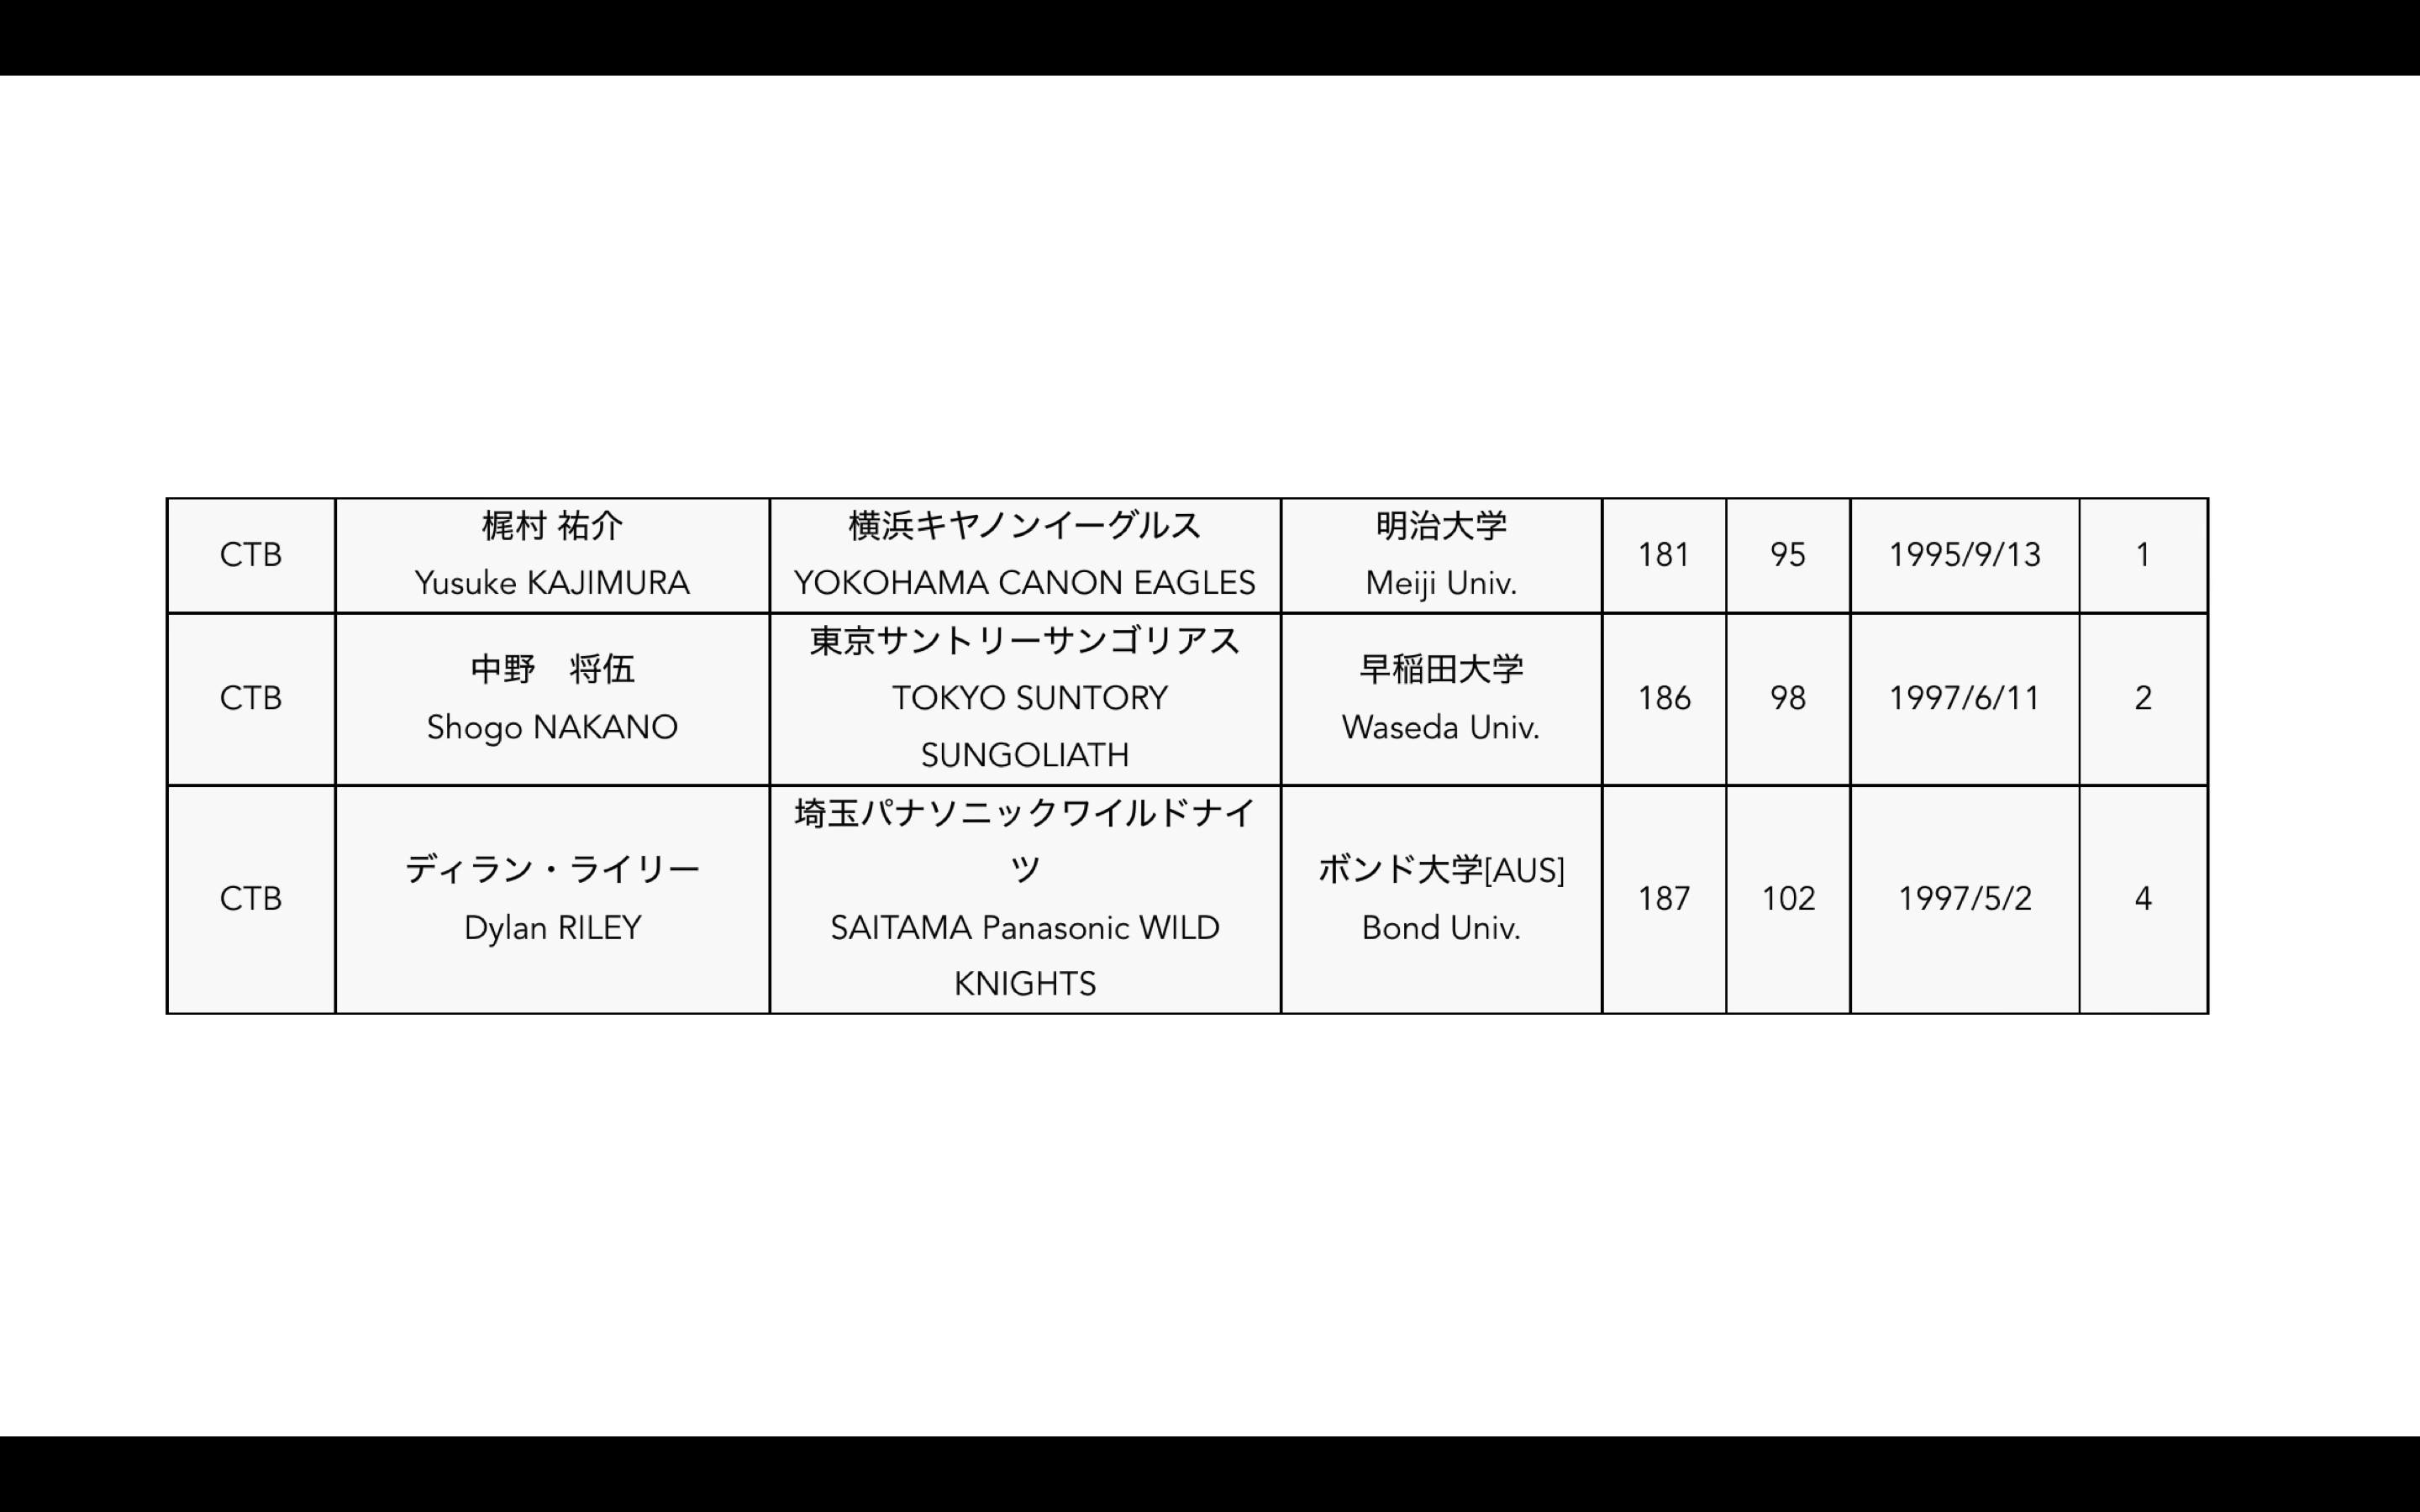 CTB
梶村 祐介
Yusuke KAJIMURA
横浜キヤノンイーグルス
YOKOHAMA CANON EAGLES
明治大学
Meiji Univ.
181
95
1995/9/13
1
CTB
中野　将伍
Shogo NAKANO
東京サントリーサンゴリアス
TOKYO SUNTORY
SUNGOLIATH
早稲田大学
Waseda Univ.
186
98
1997/6/11
2
CTB
ディラン・ライリー
Dylan RILEY
埼玉パナソニックワイルドナイ
ツ
SAITAMA Panasonic WILD
KNIGHTS
ボンド大学[AUS]
Bond Univ.
187
102
1997/5/2
4